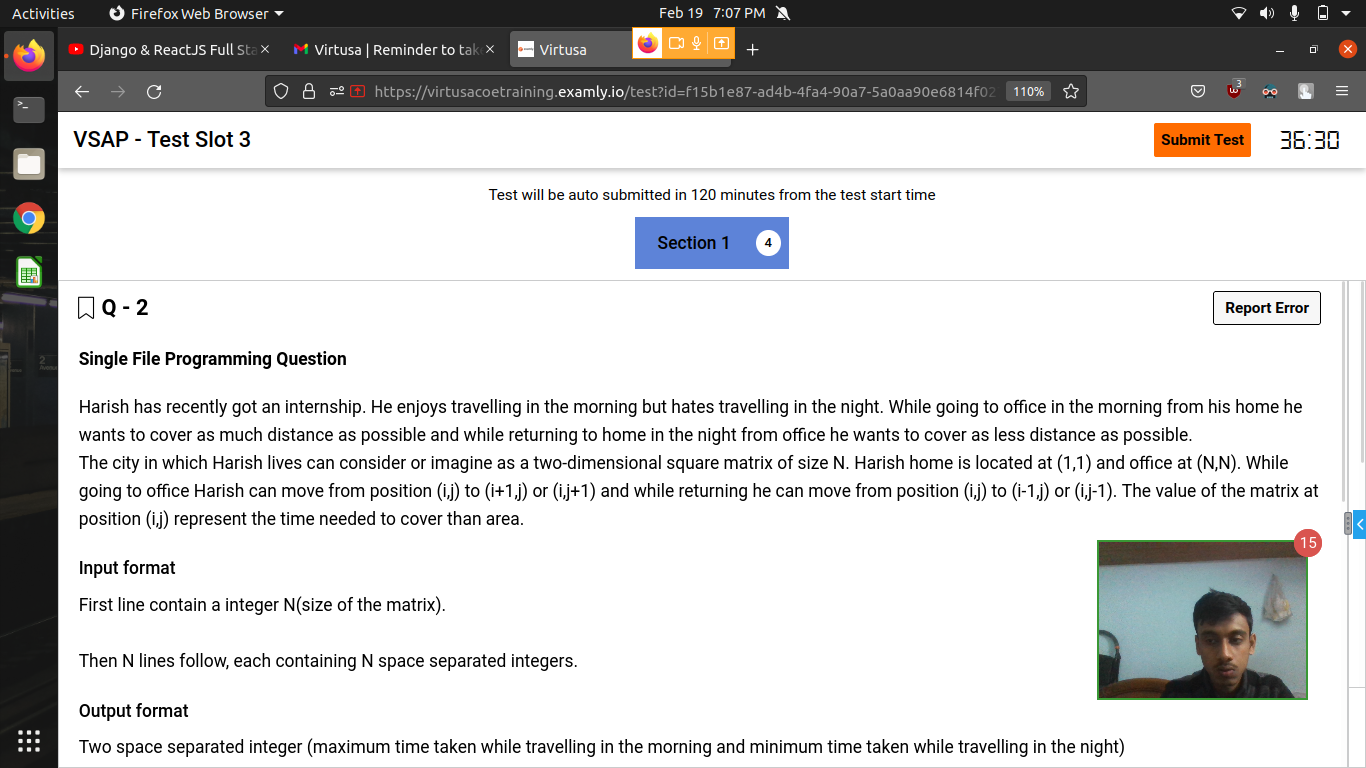 Activities
Firefox Web Browser
Feb 19 7:07 PM
Django & ReactJS Full Sta
Virtusa | Reminder to tak
Virtusa
https://virtusacoetraining.examly.io/test?id=f15b1e87-ad4b-4fa4-90a7-5a0aa90e6814f02
110%
3
VSAP - Test Slot 3
Submit Test
36:30
Test will be auto submitted in 120 minutes from the test start time
Section 1
4
Q - 2
Report Error
Single File Programming Question
Harish has recently got an internship. He enjoys travelling in the morning but hates travelling in the night. While going to office in the morning from his home he
wants to cover as much distance as possible and while returning to home in the night from office he wants to cover as less distance as possible.
The city in which Harish lives can consider or imagine as a two-dimensional square matrix of size N. Harish home is located at (1,1) and office at (N,N). While
going to office Harish can move from position (i,j) to (i+1,j) or (i,j+1) and while returning he can move from position (i,j) to (i-1,j) or (i,j-1). The value of the matrix at
position (i,j) represent the time needed to cover than area.
Input format
First line contain a integer N(size of the matrix).
Then N lines follow, each containing N space separated integers.
15
Output format
Two space separated integer (maximum time taken while travelling in the morning and minimum time taken while travelling in the night)